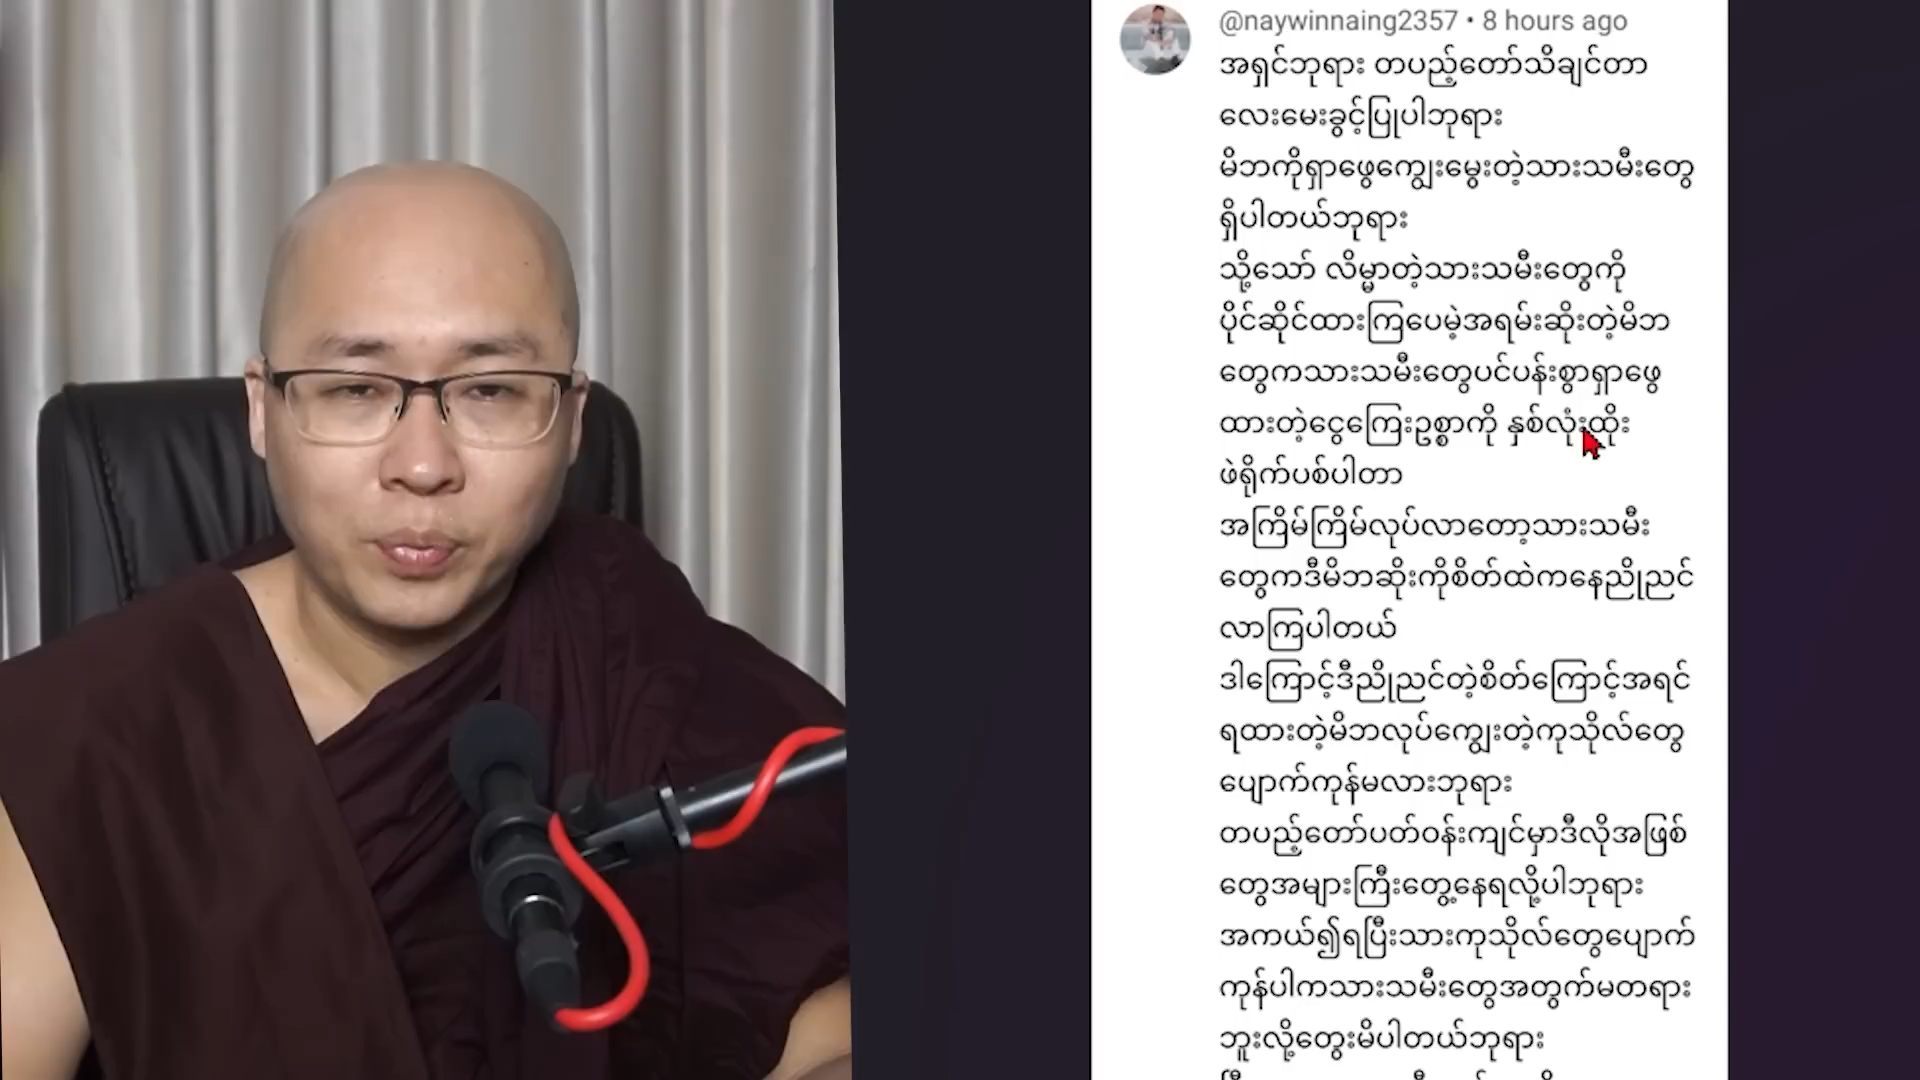 @naywinnaing2357 • 8 hours ago
အရှင်ဘုရား တပည့်တော်သိချင်တာ
လေးမေးခွင့်ပြုပါဘုရား
မိဘကိုရှာဖွေကျွေးမွေးတဲ့သားသမီးတွေ
ရှိပါတယ်ဘုရား
သို့သော် လိမ္မာတဲ့သားသမီးတွေကို
ပိုင်ဆိုင်ထားကြပေမဲ့အရမ်းဆိုးတဲ့မိဘ
တွေကသားသမီးတွေပင်ပန်းစွာရှာဖွေ
ထားတဲ့ငွေကြေးဥစ္စာကို နှစ်လုံးထိုး
ဖဲရိုက်ပစ်ပါတာ
အကြိမ်ကြိမ်လုပ်လာတော့သားသမီး
တွေကဒီမိဘဆိုးကိုစိတ်ထဲကနေညိုညင်
လာကြပါတယ်
ဒါကြောင့်ဒီညိုညင်တဲ့စိတ်ကြောင့်အရင်
ရထားတဲ့မိဘလုပ်ကျွေးတဲ့ကုသိုလ်တွေ
ပျောက်ကုန်မလားဘုရား
တပည့်တော်ပတ်ဝန်းကျင်မှာဒီလိုအဖြစ်
တွေအများကြီးတွေ့နေရလို့ပါဘုရား
အကယ်၍ရပြီးသားကုသိုလ်တွေပျောက်
ကုန်ပါကသားသမီးတွေအတွက်မတရား
ဘူးလို့တွေးမိပါတယ်ဘုရား